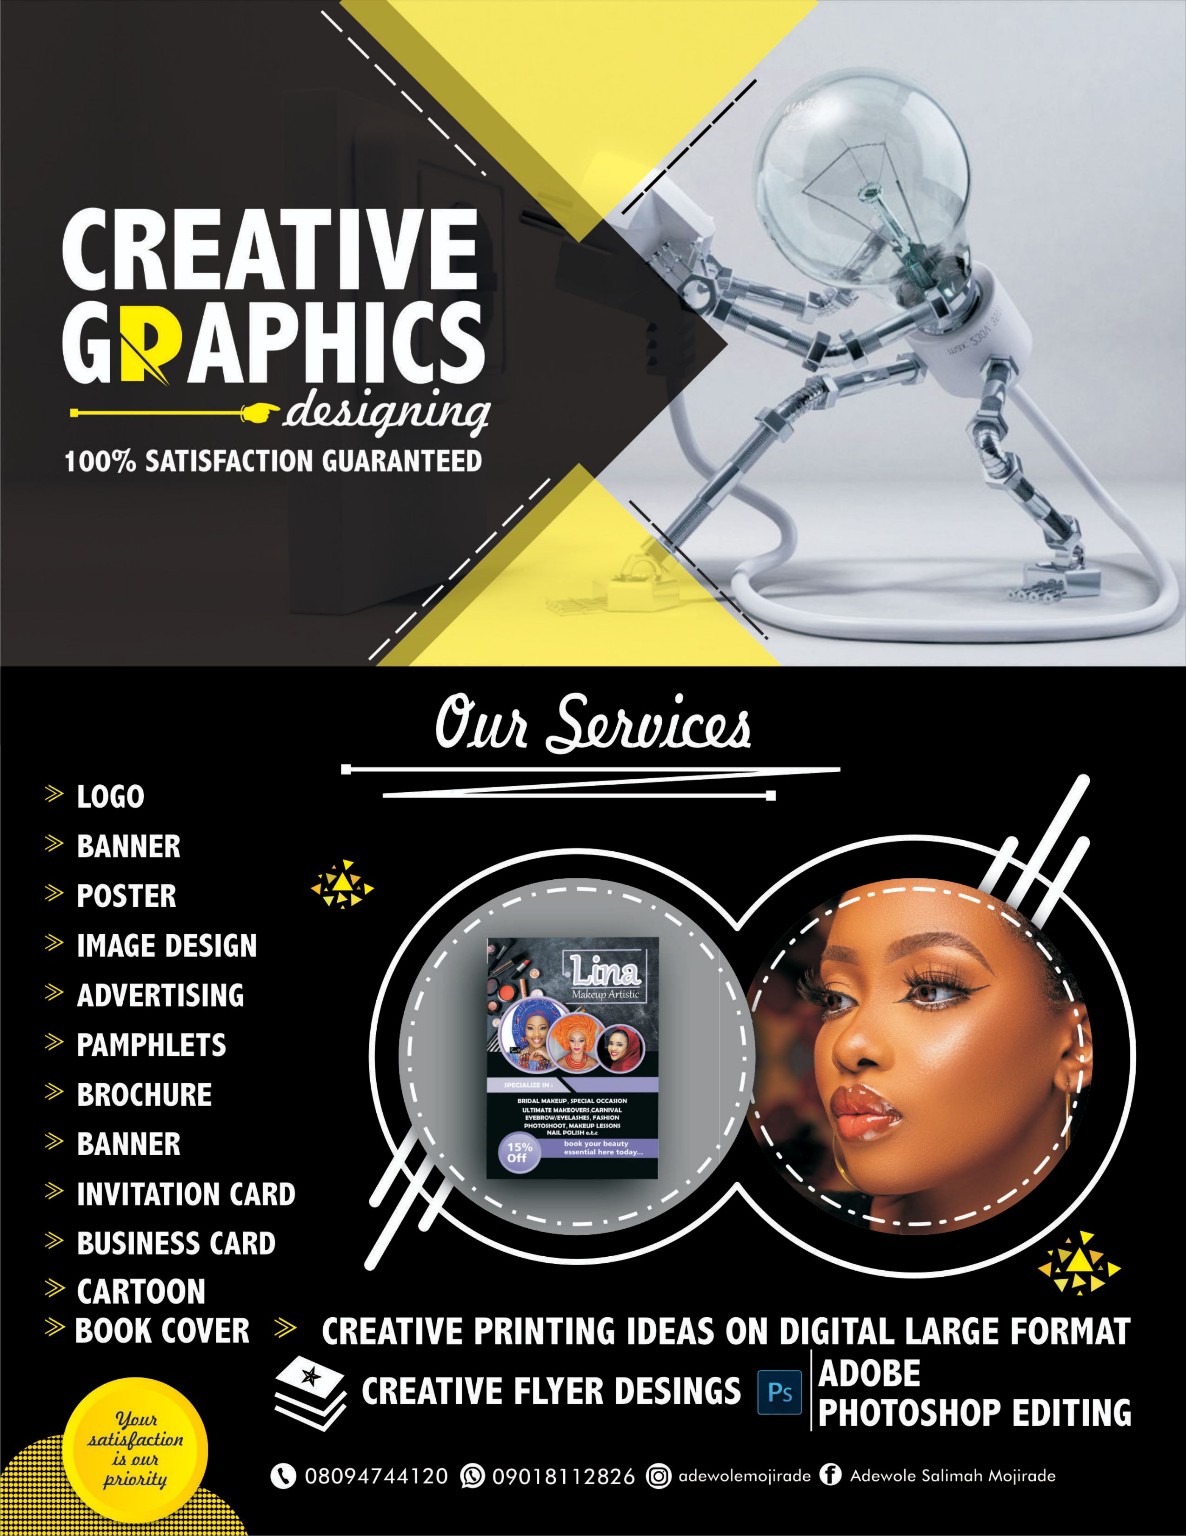 CREATIVE
GRAPHICS
designing
100% SATISFACTION GUARANTEED
Our Services
LOGO
BANNER
POSTER
IMAGE DESIGN
ADVERTISING
PAMPHLETS
BROCHURE
BANNER
INVITATION CARD
BUSINESS CARD
CARTOON
BOOK COVER
Lina
Makeup Artistic
SPECIALIZE IN :
BRIDAL MAKEUP, SPECIAL OCCASION
ULTIMATE MAKEOVERS,CARNIVAL
EYEBROW/EYELASHES, FASHION
PHOTOSHOOT, MAKEUP LESSONS
NAIL POLISH e.t.c
15%
Off
book your beauty
essential here today...
CREATIVE PRINTING IDEAS ON DIGITAL LARGE FORMAT
CREATIVE FLYER DESINGS
Ps
ADOBE
PHOTOSHOP EDITING
Your
satisfaction
is our
priority
08094744120 09018112826 adewolemojirade Adewole Salimah Mojirade